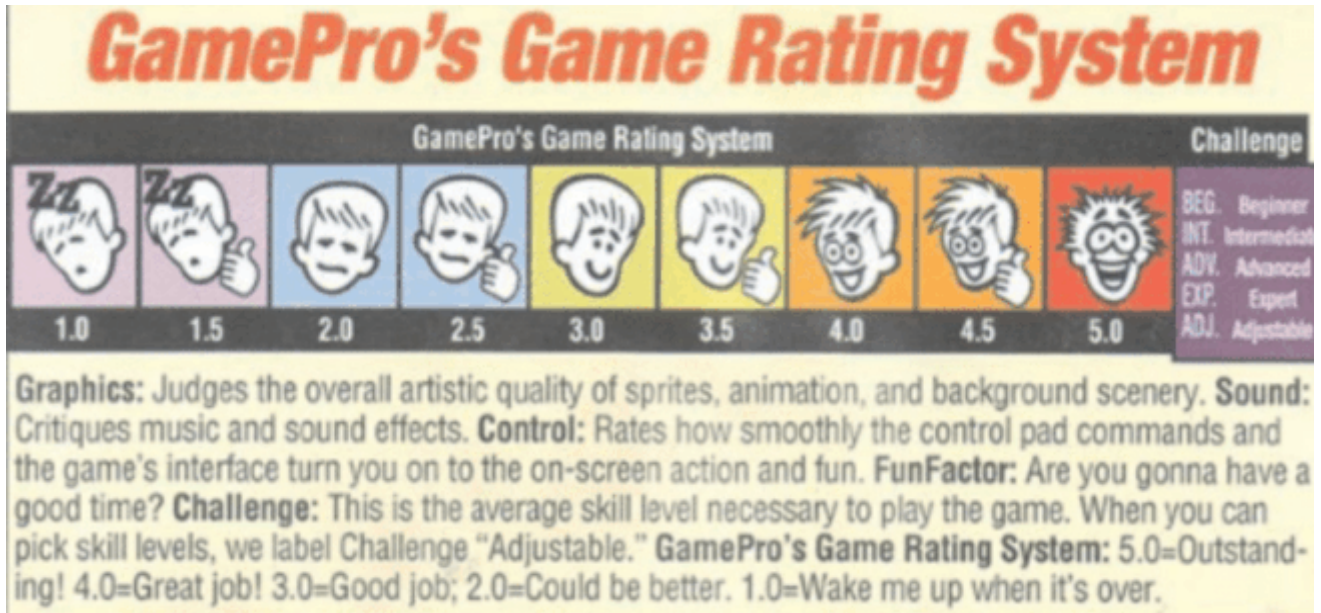 GamePro's Game Rating System
GamePro's Game Rating System
Challenge
Zz
Zz
1.0
1.5
2.0
2.5
3.0
3.5
4.0
4.5
5.0
BEG. Beginner
INT. Intermediat
ADV. Advanced
EXP. Expert
ADJ. Adjustable
Graphics: Judges the overall artistic quality of sprites, animation, and background scenery. Sound:
Critiques music and sound effects. Control: Rates how smoothly the control pad commands and
the game's interface turn you on to the on-screen action and fun. FunFactor: Are you gonna have a
good time? Challenge: This is the average skill level necessary to play the game. When you can
pick skill levels, we label Challenge "Adjustable." GamePro's Game Rating System: 5.0=Outstand-
ing! 4.0=Great job! 3.0=Good job; 2.0=Could be better. 1.0=Wake me up when it's over.